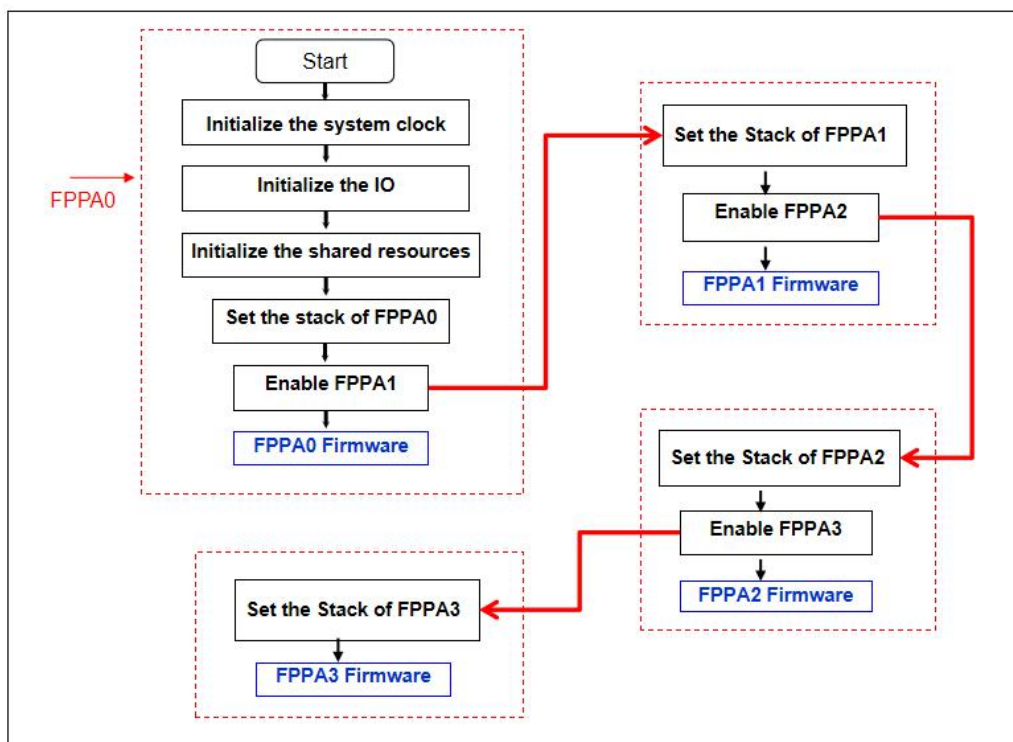 Start
Initialize the system clock
Initialize the IO
Initialize the shared resources
Set the stack of FPPA0
Enable FPPA1
FPPA0 Firmware
FPPA0
Set the Stack of FPPA1
Enable FPPA2
FPPA1 Firmware
Set the Stack of FPPA2
Enable FPPA3
FPPA2 Firmware
Set the Stack of FPPA3
FPPA3 Firmware